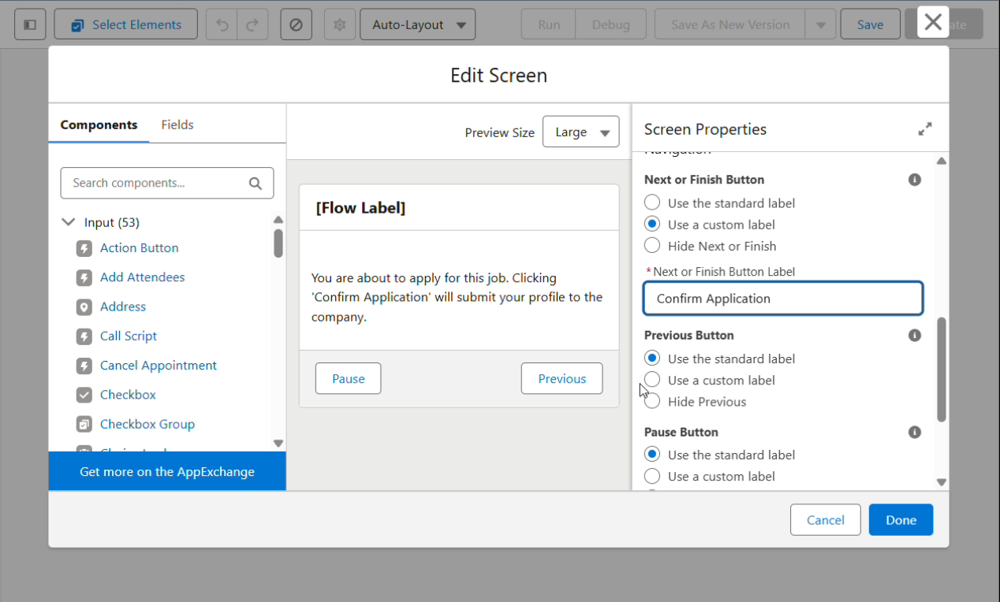 Select Elements
Auto-Layout
Run
Debug
Save As New Version
Save
Edit Screen
Components
Fields
Search components...
Input (53)
Action Button
Add Attendees
Address
Call Script
Cancel Appointment
Checkbox
Checkbox Group
Get more on the AppExchange
Preview Size
Large
[Flow Label]
You are about to apply for this job. Clicking
'Confirm Application' will submit your profile to the
company.
Pause
Previous
Screen Properties
Next or Finish Button
Use the standard label
Use a custom label
Hide Next or Finish
*Next or Finish Button Label
Confirm Application
Previous Button
Use the standard label
Use a custom label
Hide Previous
Pause Button
Use the standard label
Use a custom label
Cancel
Done